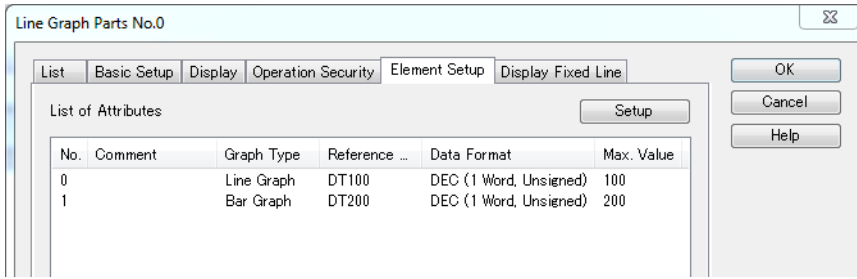 Line Graph Parts No.0
List Basic Setup Display Operation Security Element Setup Display Fixed Line
OK
List of Attributes Setup
Cancel
Help
No. Comment Graph Type Reference ... Data Format Max. Value
0 Line Graph DT100 DEC (1 Word, Unsigned) 100
1 Bar Graph DT200 DEC (1 Word, Unsigned) 200